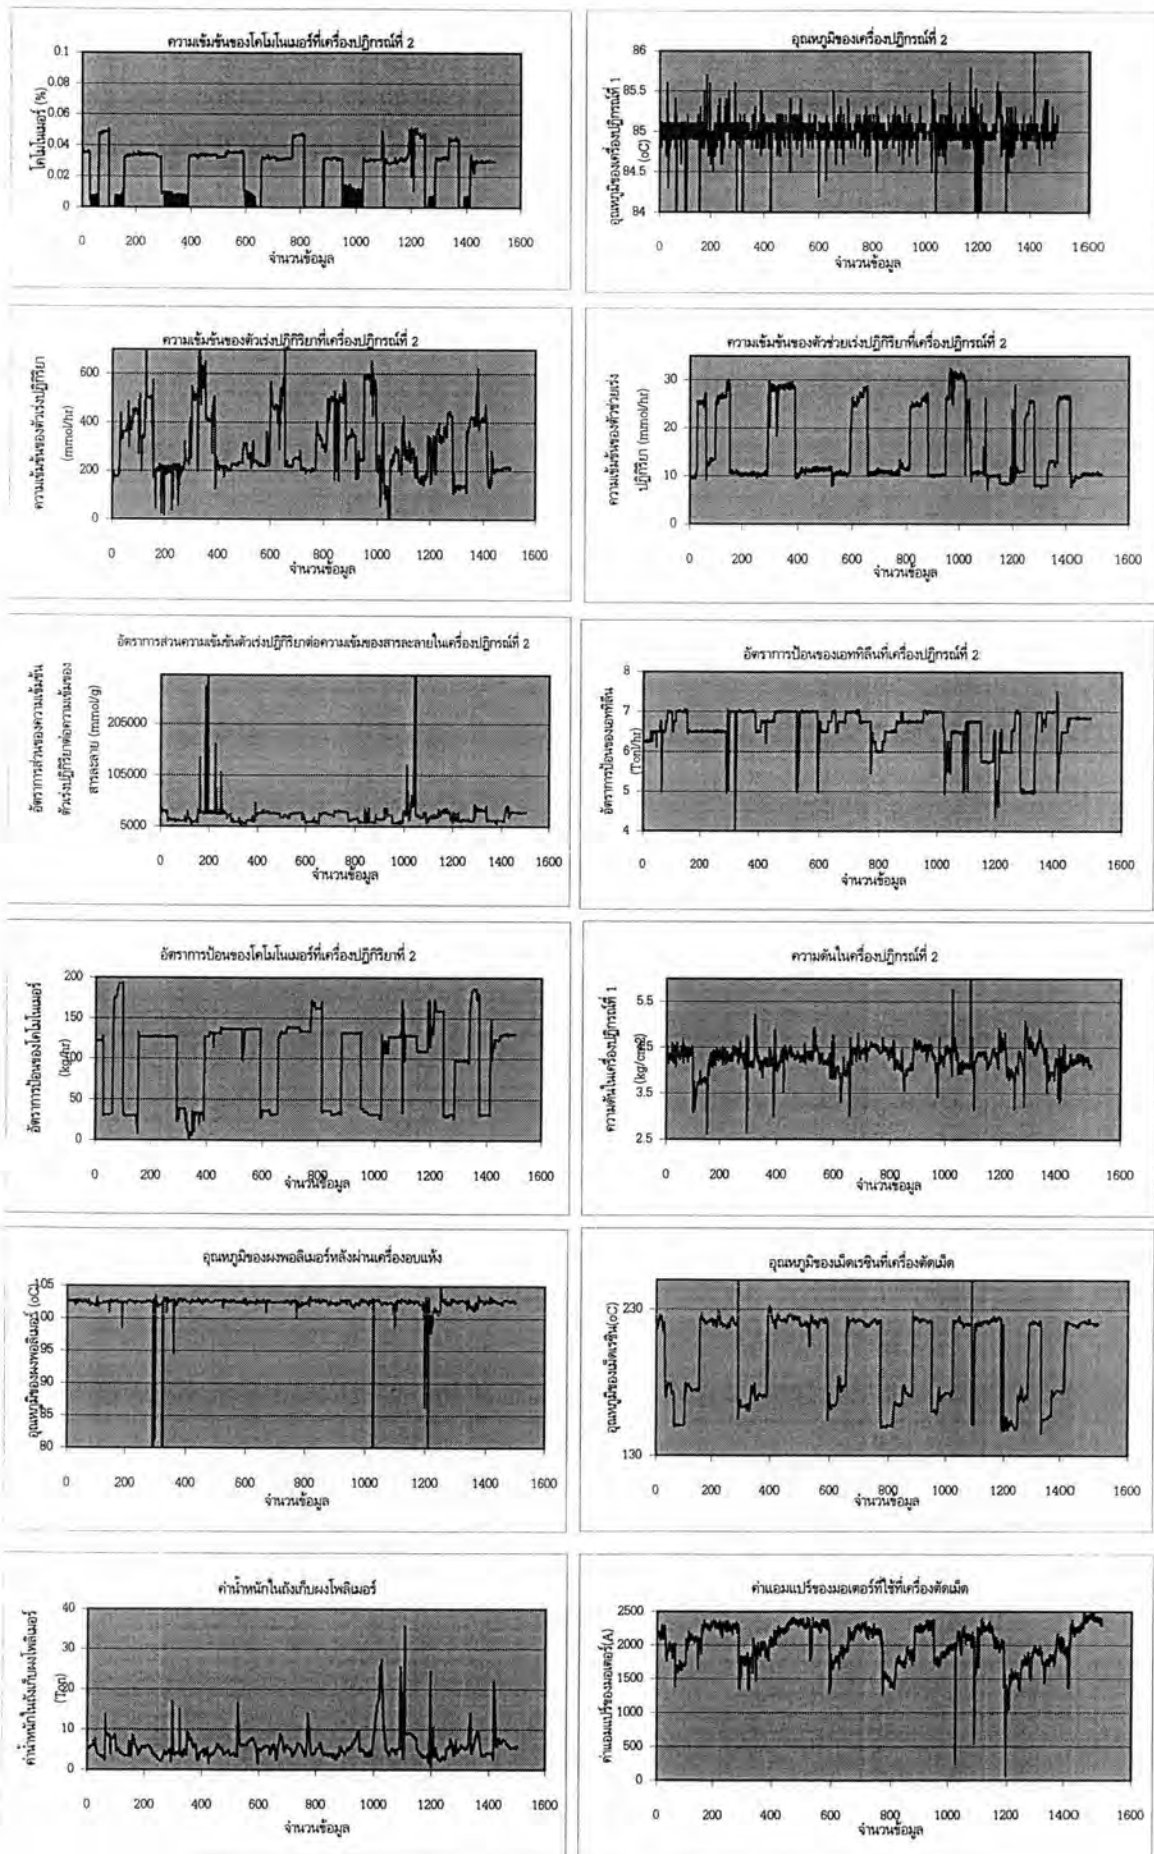 ความเข้มข้นของโคโมโนเมอร์ที่เครื่องปฏิกรณ์ที่ 2
โคโมโนเมอร์ (%)
0.1
0.08
0.06
0.04
0.02
0
0 200 400 600 800 1000 1200 1400 1600
จำนวนข้อมูล
อุณหภูมิของเครื่องปฏิกรณ์ที่ 2
อุณหภูมิของเครื่องปฏิกรณ์ที่ 1
(oC)
86
85.5
85
84.5
84
0 200 400 600 800 1000 1200 1400 1600
จำนวนข้อมูล
ความเข้มข้นของตัวเร่งปฏิกิริยาที่เครื่องปฏิกรณ์ที่ 2
ความเข้มข้นของตัวเร่งปฏิกิริยา
(mmol/hr)
600
400
200
0
0 200 400 600 800 1000 1200 1400 1600
จำนวนข้อมูล
ความเข้มข้นของตัวช่วยเร่งปฏิกิริยาที่เครื่องปฏิกรณ์ที่ 2
ความเข้มข้นของตัวช่วยเร่ง
ปฏิกิริยา (mmol/hr)
30
20
10
0
0 200 400 600 800 1000 1200 1400 1600
จำนวนข้อมูล
อัตราการส่วนความเข้มข้นตัวเร่งปฏิกิริยาต่อความเข้มของสารละลายในเครื่องปฏิกรณ์ที่ 2
อัตราการส่วนของความเข้มข้น
ตัวเร่งปฏิกิริยาต่อความเข้มของ
สารละลาย (mmol/g)
205000
105000
5000
0 200 400 600 800 1000 1200 1400 1600
จำนวนข้อมูล
อัตราการป้อนของเอททิลีนที่เครื่องปฏิกรณ์ที่ 2
อัตราการป้อนของเอททิลีน
(Tonl/hr)
8
7
6
5
4
0 200 400 600 800 1000 1200 1400 1600
จำนวนข้อมูล
อัตราการป้อนของโคโมโนเมอร์ที่เครื่องปฏิกิริยาที่ 2
อัตราการป้อนของโคโมโนเมอร์
(kg/hr)
200
150
100
50
0
0 200 400 600 800 1000 1200 1400 1600
จำนวนข้อมูล
ความดันในเครื่องปฏิกรณ์ที่ 2
ความดันในเครื่องปฏิกรณ์ที่ 1
(kg/cm2)
5.5
4.5
3.5
2.5
0 200 400 600 800 1000 1200 1400 1600
จำนวนข้อมูล
อุณหภูมิของผงพอลิเมอร์หลังผ่านเครื่องอบแห้ง
อุณหภูมิของผงพอลิเมอร์ (oC)
105
100
95
90
85
80
0 200 400 600 800 1000 1200 1400 1600
จำนวนข้อมูล
อุณหภูมิของเม็ดเรซินที่เครื่องตัดเม็ด
อุณหภูมิของเม็ดเรซิน(oC)
230
130
0 200 400 600 800 1000 1200 1400 1600
จำนวนข้อมูล
ค่าน้ำหนักในถังเก็บผงโพลิเมอร์
ค่าน้ำหนักในถังเก็บผงโพลิเมอร์
(Ton)
40
30
20
10
0
0 200 400 600 800 1000 1200 1400 1600
จำนวนข้อมูล
ค่าแอมแปร์ของมอเตอร์ที่ใช้ที่เครื่องตัดเม็ด
ค่าแอมแปร์ของมอเตอร์(A)
2500
2000
1500
1000
500
0
0 200 400 600 800 1000 1200 1400 1600
จำนวนข้อมูล